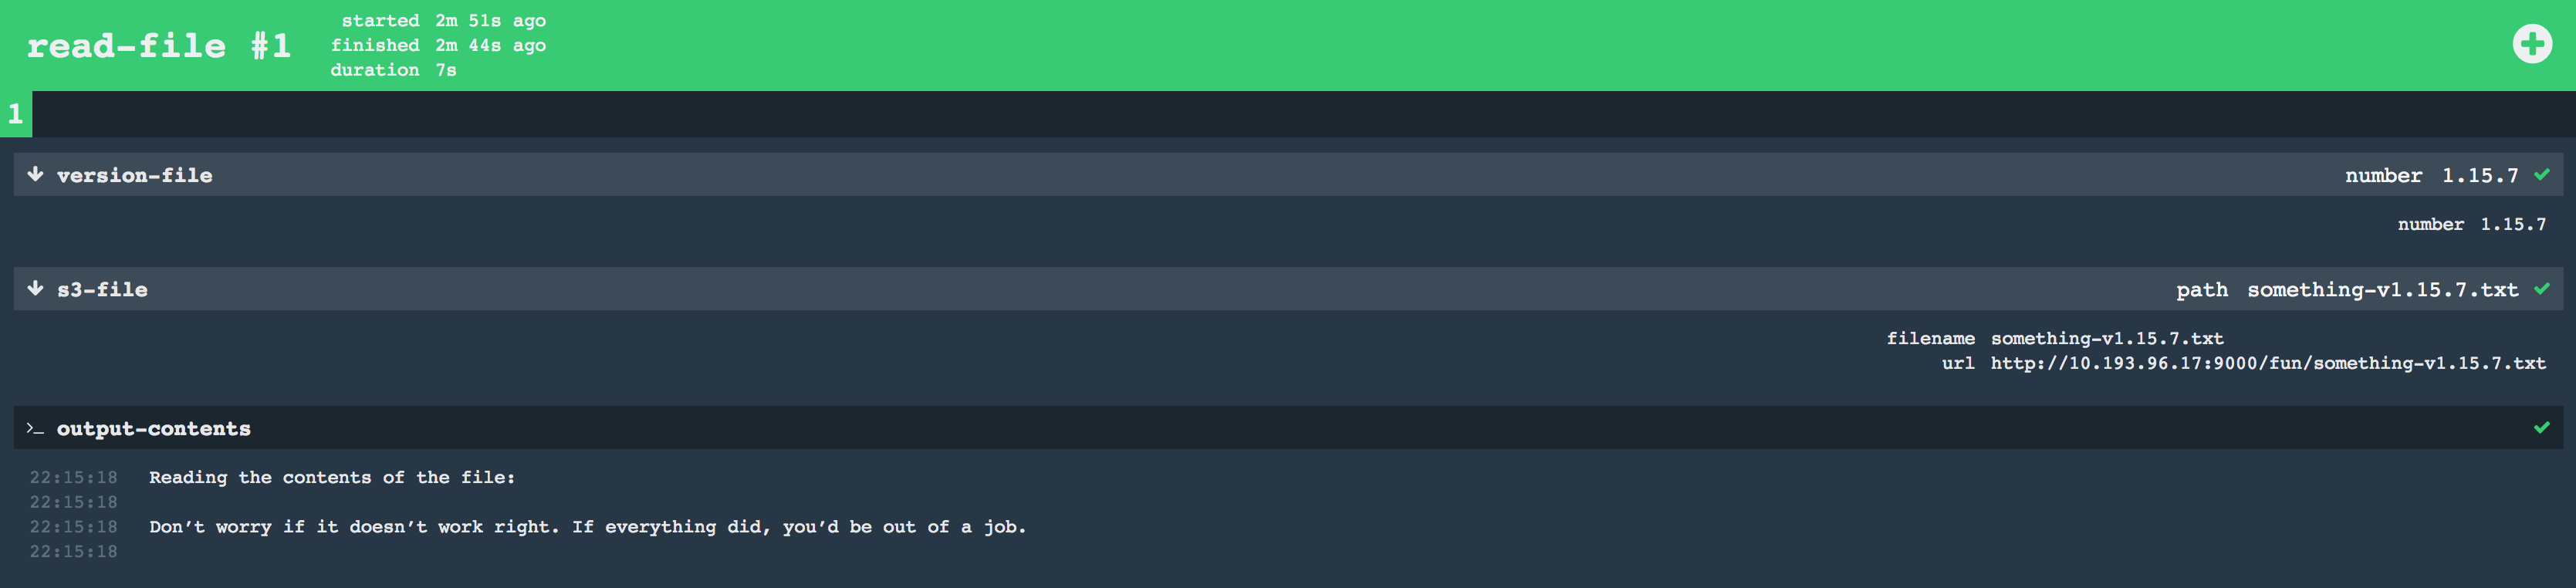 read-file #1
started 2m 51s ago
finished 2m 44s ago
duration 7s
1
version-file number 1.15.7
number 1.15.7
s3-file path something-v1.15.7.txt
filename something-v1.15.7.txt
url http://10.193.96.17:9000/fun/something-v1.15.7.txt
>_ output-contents
22:15:18 Reading the contents of the file:
22:15:18
22:15:18 Don’t worry if it doesn’t work right. If everything did, you’d be out of a job.
22:15:18